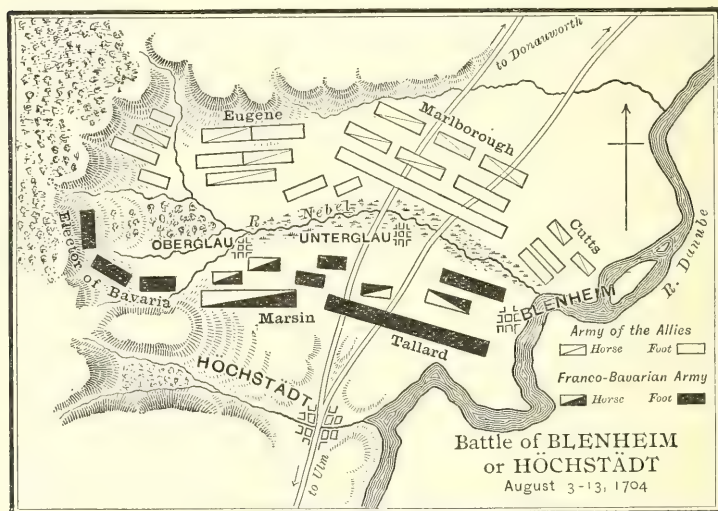 to Donauworth
Eugene
Marlborough
R. Nebel
Cutts
OBERGLAU
UNTERGLAU
Elector of Bavaria
BLENHEIM
R. Danube
Marsin
Tallard
HÖCHSTÄDT
to Ulm
Army of the Allies
Horse Foot
Franco-Bavarian Army
Horse Foot
Battle of BLENHEIM
or HÖCHSTÄDT
August 3-13, 1704